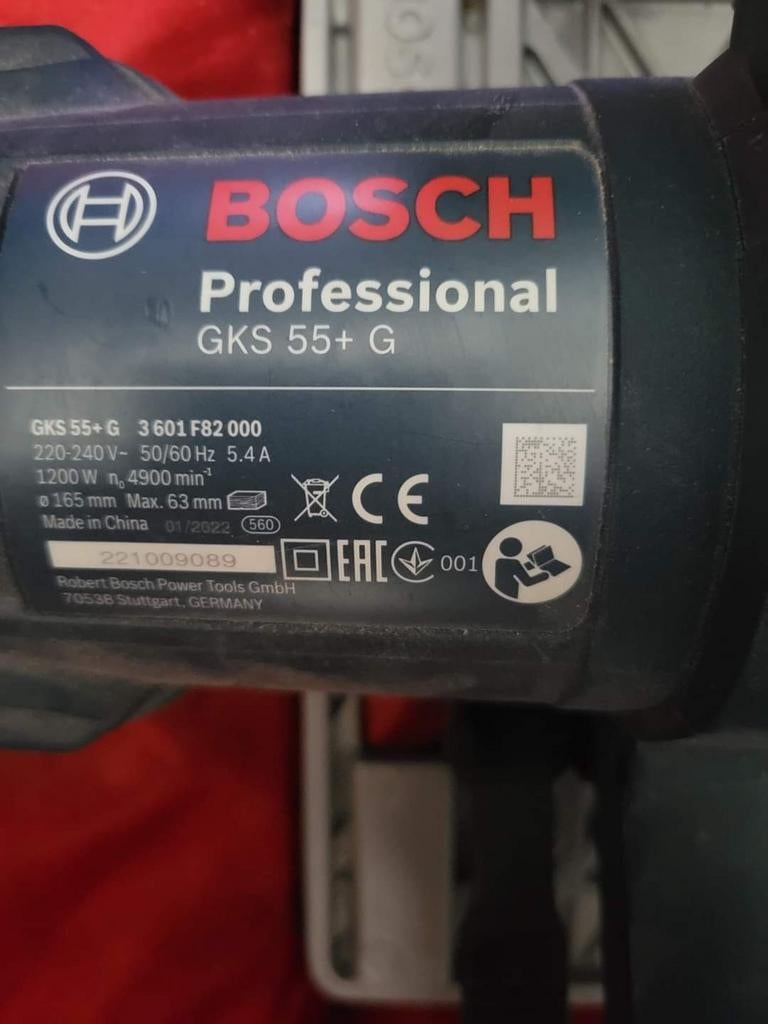 BOSCH
Professional
GKS 55+ G
GKS 55+ G 3 601 F82 000
220-240 V~ 50/60 Hz 5.4 A
1200 W n₀ 4900 min⁻¹
ø 165 mm Max. 63 mm
Made in China 01/2022 560
CE
221009089
EAC 001
Robert Bosch Power Tools GmbH
70538 Stuttgart, GERMANY